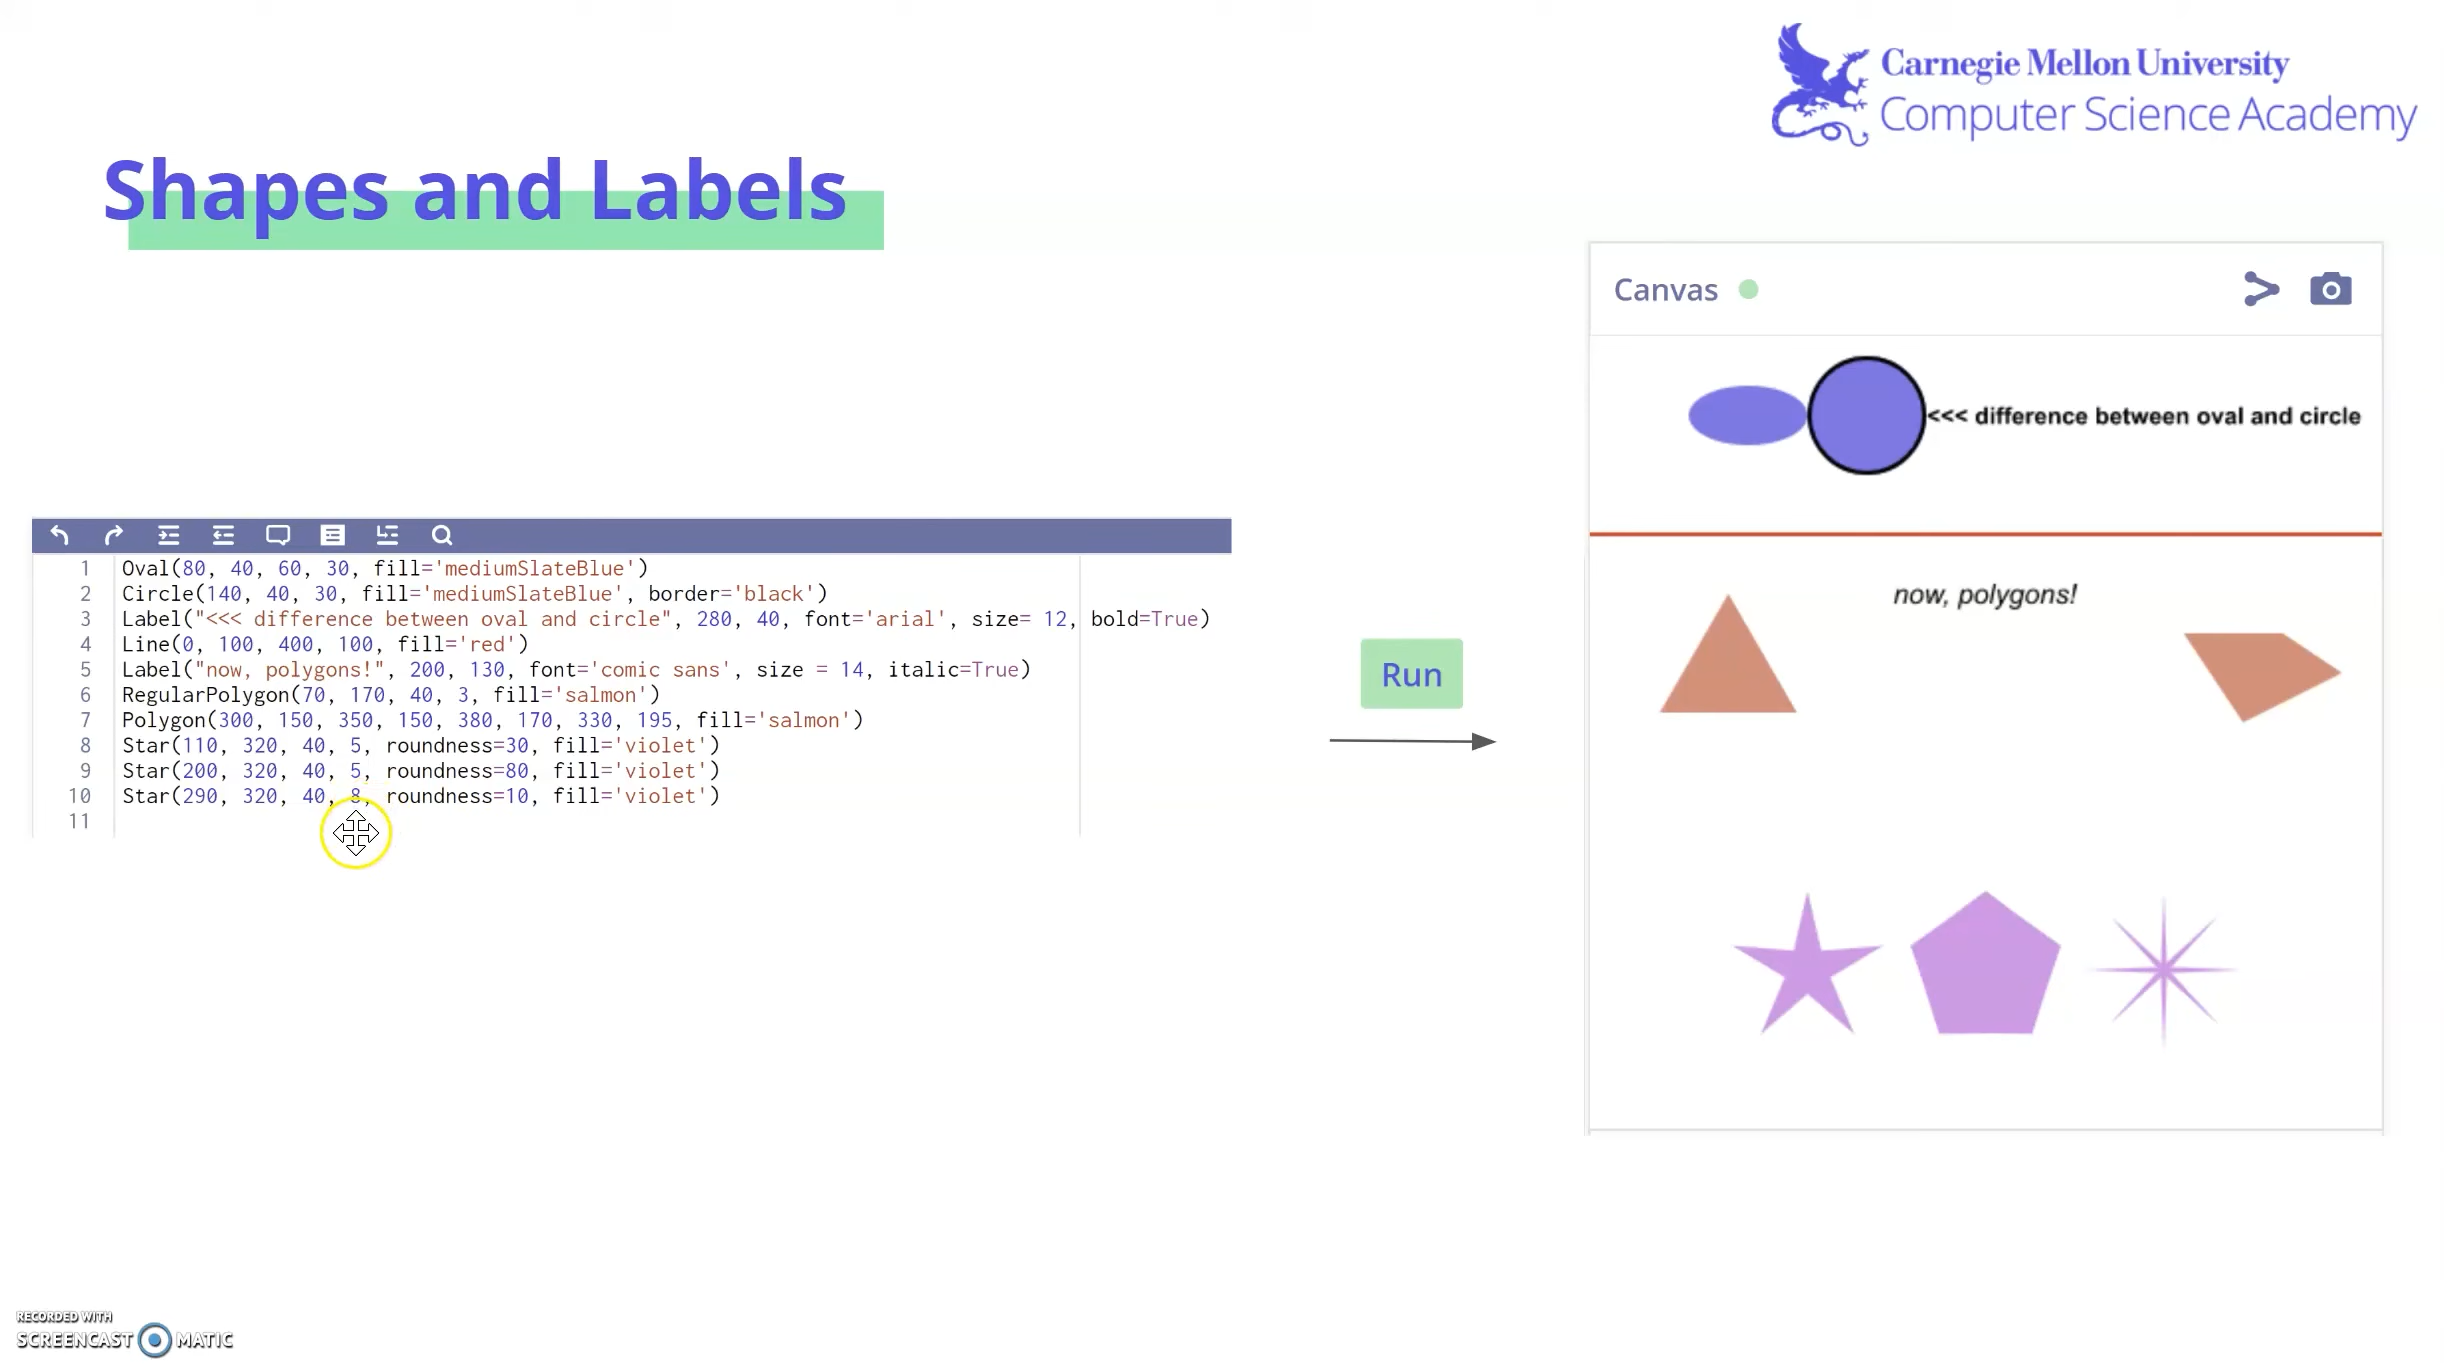 Carnegie Mellon University
Computer Science Academy
Shapes and Labels
1 Oval(80, 40, 60, 30, fill='mediumSlateBlue')
2 Circle(140, 40, 30, fill='mediumSlateBlue', border='black')
3 Label("<<< difference between oval and circle", 280, 40, font='arial', size= 12, bold=True)
4 Line(0, 100, 400, 100, fill='red')
5 Label("now, polygons!", 200, 130, font='comic sans', size = 14, italic=True)
6 RegularPolygon(70, 170, 40, 3, fill='salmon')
7 Polygon(300, 150, 350, 150, 380, 170, 330, 195, fill='salmon')
8 Star(110, 320, 40, 5, roundness=30, fill='violet')
9 Star(200, 320, 40, 5, roundness=80, fill='violet')
10 Star(290, 320, 40, 8, roundness=10, fill='violet')
11
Run
Canvas
<<< difference between oval and circle
now, polygons!
RECORDED WITH
SCREENCAST MATIC